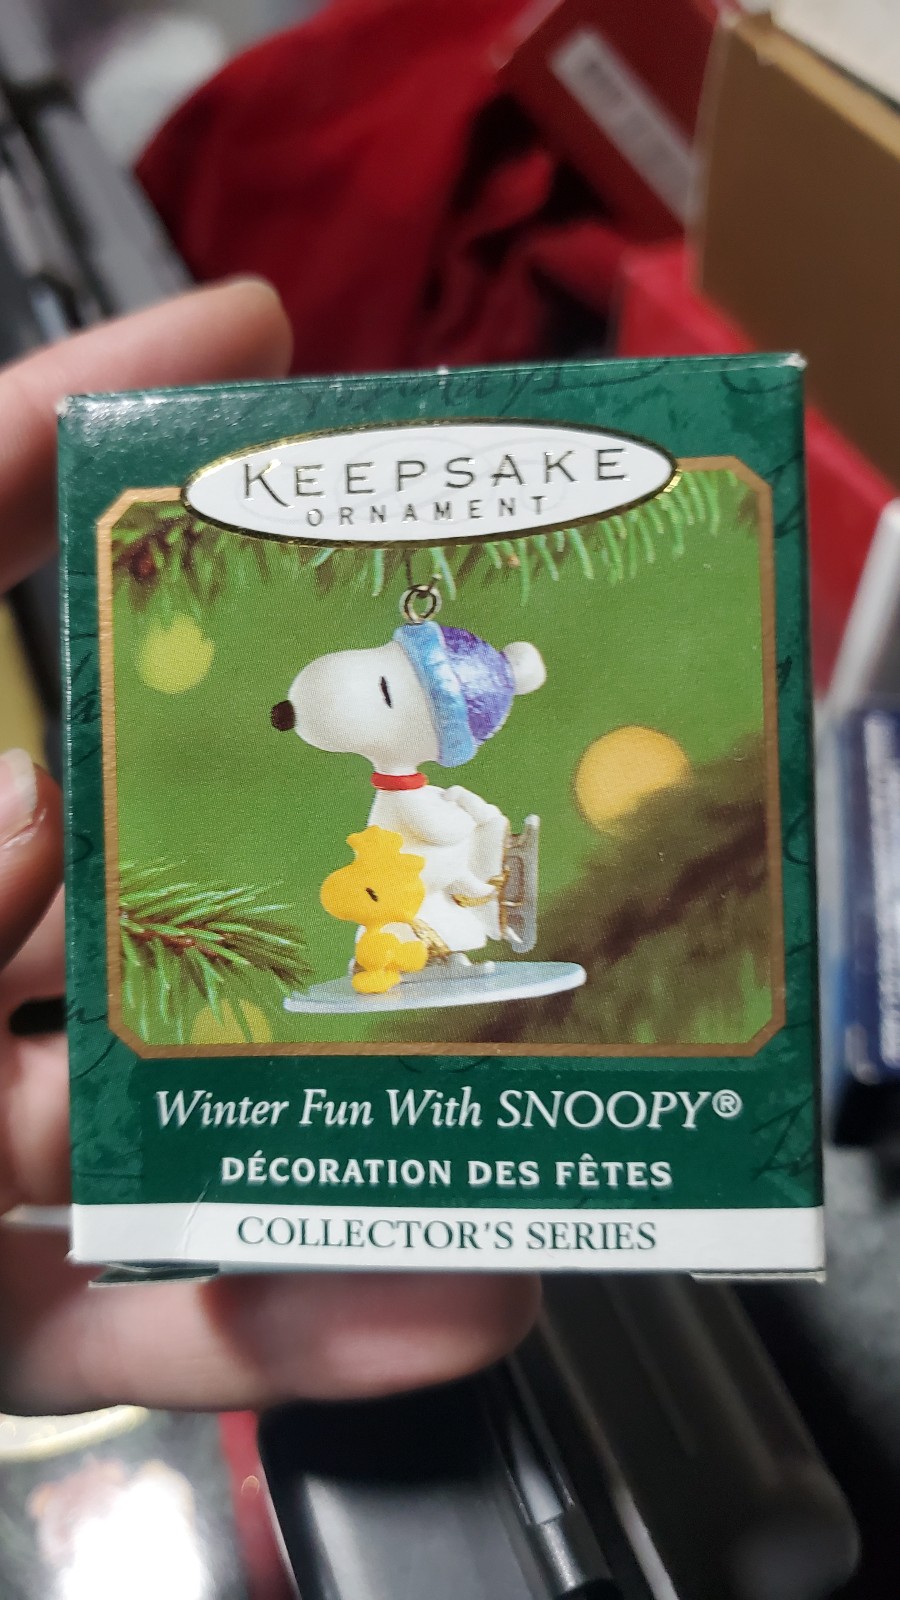 KEEPSAKE
ORNAMENT
Winter Fun With SNOOPY®
DÉCORATION DES FÊTES
COLLECTOR'S SERIES